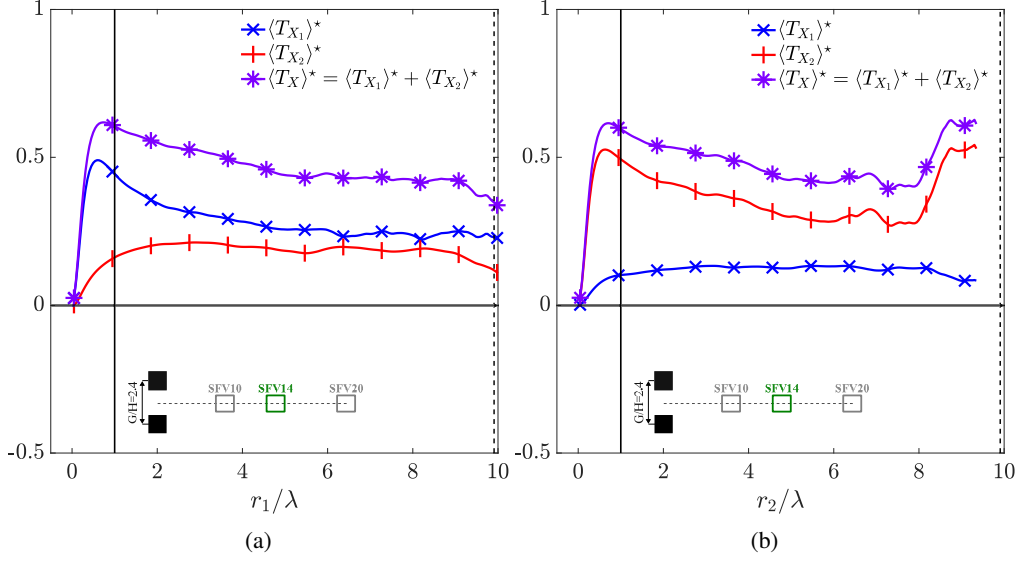 1
0.5
0
-0.5
⟨T_{X_1}⟩^⋆
⟨T_{X_2}⟩^⋆
⟨T_X⟩^⋆ = ⟨T_{X_1}⟩^⋆ + ⟨T_{X_2}⟩^⋆
G/H=2.4
SFV10 SFV14 SFV20
0 2 4 6 8 10
r_1/λ
(a)
1
0.5
0
-0.5
⟨T_{X_1}⟩^⋆
⟨T_{X_2}⟩^⋆
⟨T_X⟩^⋆ = ⟨T_{X_1}⟩^⋆ + ⟨T_{X_2}⟩^⋆
G/H=2.4
SFV10 SFV14 SFV20
0 2 4 6 8 10
r_2/λ
(b)